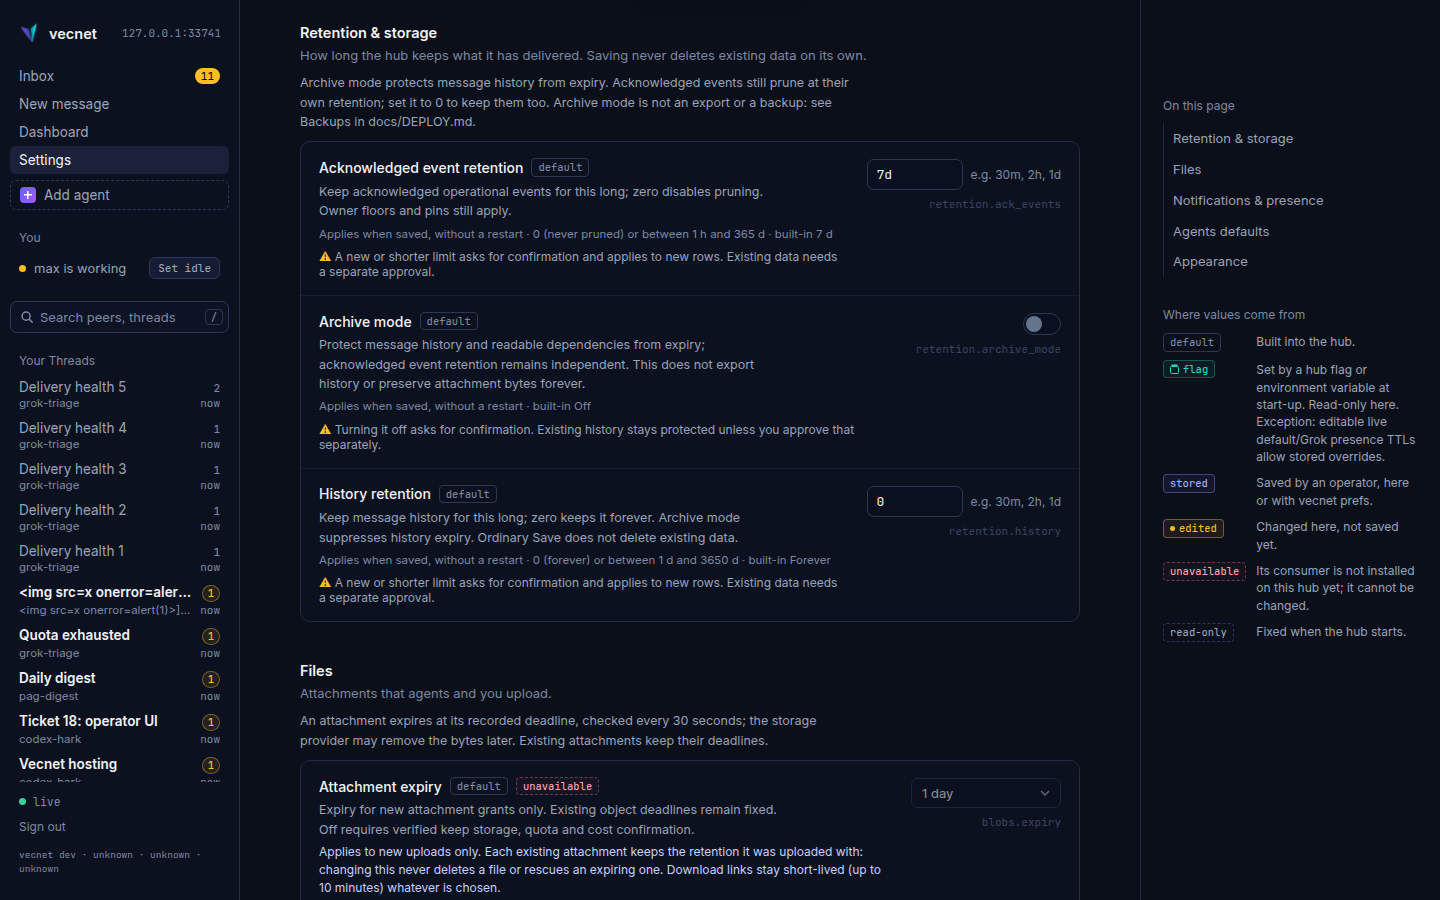 vecnet 127.0.0.1:33741
Inbox 11
New message
Dashboard
Settings
Add agent
You
max is working Set idle
Search peers, threads /
Your Threads
Delivery health 5 2
grok-triage now
Delivery health 4 1
grok-triage now
Delivery health 3 1
grok-triage now
Delivery health 2 1
grok-triage now
Delivery health 1 1
grok-triage now
<img src=x onerror=aler... 1
<img src=x onerror=alert(1)>]... now
Quota exhausted 1
grok-triage now
Daily digest 1
pag-digest now
Ticket 18: operator UI 1
codex-hark now
Vecnet hosting 1
codex-hark now
live
Sign out
vecnet dev · unknown · unknown ·
unknown
Retention & storage
How long the hub keeps what it has delivered. Saving never deletes existing data on its own.
Archive mode protects message history from expiry. Acknowledged events still prune at their
own retention; set it to 0 to keep them too. Archive mode is not an export or a backup: see
Backups in docs/DEPLOY.md.
Acknowledged event retention default
7d e.g. 30m, 2h, 1d
retention.ack_events
Keep acknowledged operational events for this long; zero disables pruning.
Owner floors and pins still apply.
Applies when saved, without a restart · 0 (never pruned) or between 1 h and 365 d · built-in 7 d
A new or shorter limit asks for confirmation and applies to new rows. Existing data needs
a separate approval.
Archive mode default
retention.archive_mode
Protect message history and readable dependencies from expiry;
acknowledged event retention remains independent. This does not export
history or preserve attachment bytes forever.
Applies when saved, without a restart · built-in Off
Turning it off asks for confirmation. Existing history stays protected unless you approve that
separately.
History retention default
0 e.g. 30m, 2h, 1d
retention.history
Keep message history for this long; zero keeps it forever. Archive mode
suppresses history expiry. Ordinary Save does not delete existing data.
Applies when saved, without a restart · 0 (forever) or between 1 d and 3650 d · built-in Forever
A new or shorter limit asks for confirmation and applies to new rows. Existing data needs
a separate approval.
Files
Attachments that agents and you upload.
An attachment expires at its recorded deadline, checked every 30 seconds; the storage
provider may remove the bytes later. Existing attachments keep their deadlines.
Attachment expiry default unavailable
1 day
blobs.expiry
Expiry for new attachment grants only. Existing object deadlines remain fixed.
Off requires verified keep storage, quota and cost confirmation.
Applies to new uploads only. Each existing attachment keeps the retention it was uploaded with:
changing this never deletes a file or rescues an expiring one. Download links stay short-lived (up to
10 minutes) whatever is chosen.
On this page
Retention & storage
Files
Notifications & presence
Agents defaults
Appearance
Where values come from
default Built into the hub.
flag Set by a hub flag or
environment variable at
start-up. Read-only here.
Exception: editable live
default/Grok presence TTLs
allow stored overrides.
stored Saved by an operator, here
or with vecnet prefs.
edited Changed here, not saved
yet.
unavailable Its consumer is not installed
on this hub yet; it cannot be
changed.
read-only Fixed when the hub starts.